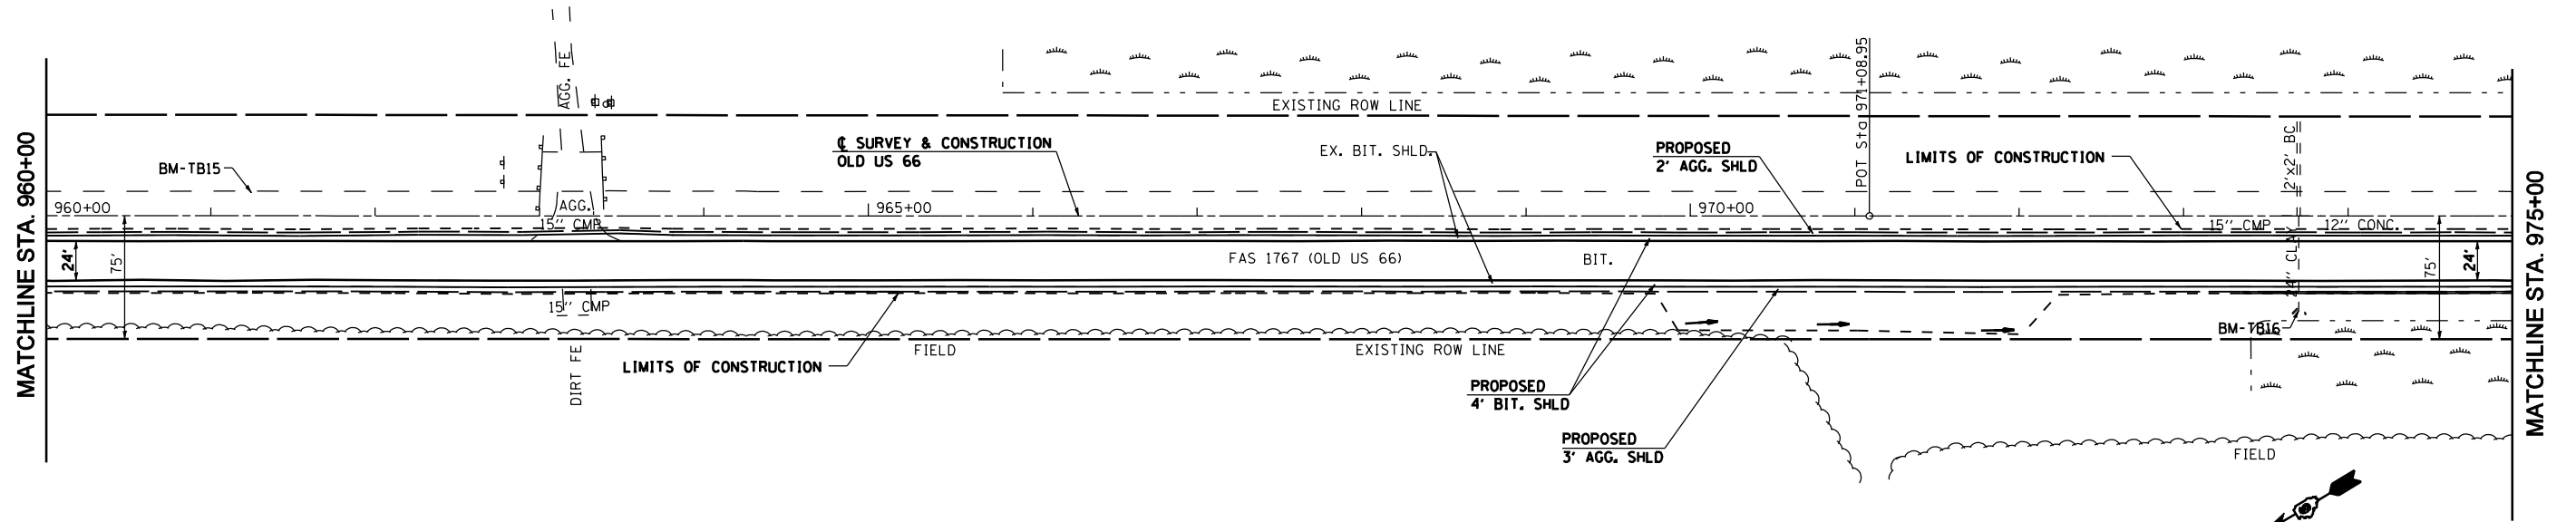 MATCHLINE STA. 960+00
AGG. FE
EXISTING ROW LINE
POT Sta 971+08.95
BM-TB15
℄ SURVEY & CONSTRUCTION
OLD US 66
EX. BIT. SHLD.
PROPOSED
2' AGG. SHLD
LIMITS OF CONSTRUCTION
2'x2' BC
960+00
AGG.
965+00
970+00
15" CMP
15" CMP
12" CONC.
24'
75'
FAS 1767 (OLD US 66)
BIT.
24" CLAY
75'
24'
15" CMP
BM-TB16
LIMITS OF CONSTRUCTION
DIRT FE
FIELD
EXISTING ROW LINE
PROPOSED
4' BIT. SHLD
PROPOSED
3' AGG. SHLD
FIELD
MATCHLINE STA. 975+00